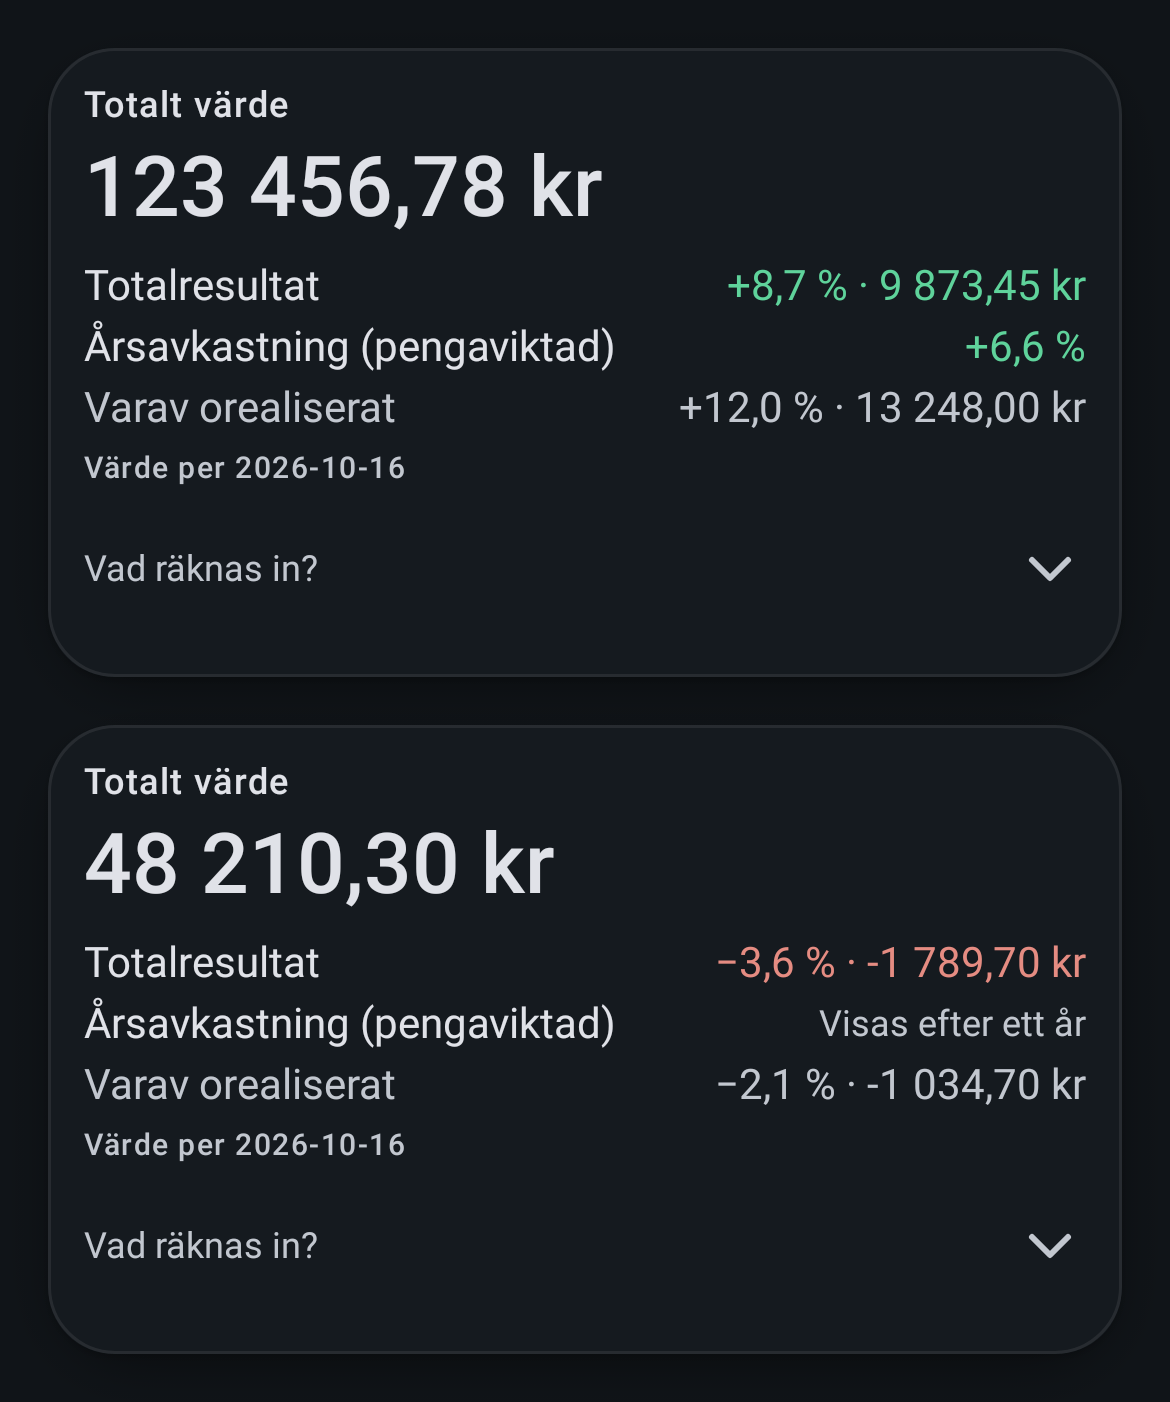 Totalt värde
123 456,78 kr
Totalresultat +8,7 % · 9 873,45 kr
Årsavkastning (pengaviktad) +6,6 %
Varav orealiserat +12,0 % · 13 248,00 kr
Värde per 2026-10-16
Vad räknas in?
Totalt värde
48 210,30 kr
Totalresultat −3,6 % · -1 789,70 kr
Årsavkastning (pengaviktad) Visas efter ett år
Varav orealiserat −2,1 % · -1 034,70 kr
Värde per 2026-10-16
Vad räknas in?